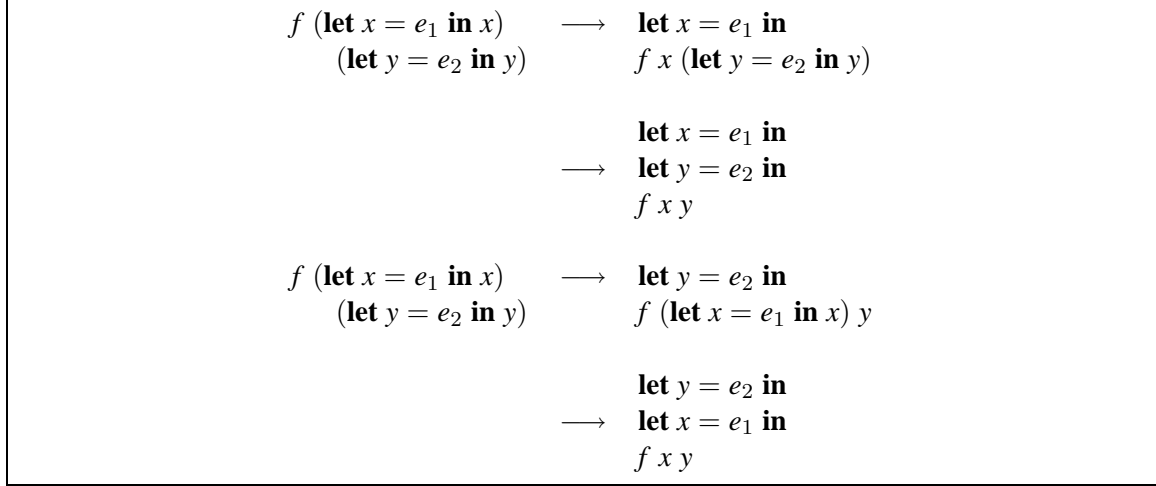 f (let x = e₁ in x) ⟶ let x = e₁ in
(let y = e₂ in y) f x (let y = e₂ in y)
let x = e₁ in
⟶ let y = e₂ in
f x y
f (let x = e₁ in x) ⟶ let y = e₂ in
(let y = e₂ in y) f (let x = e₁ in x) y
let y = e₂ in
⟶ let x = e₁ in
f x y